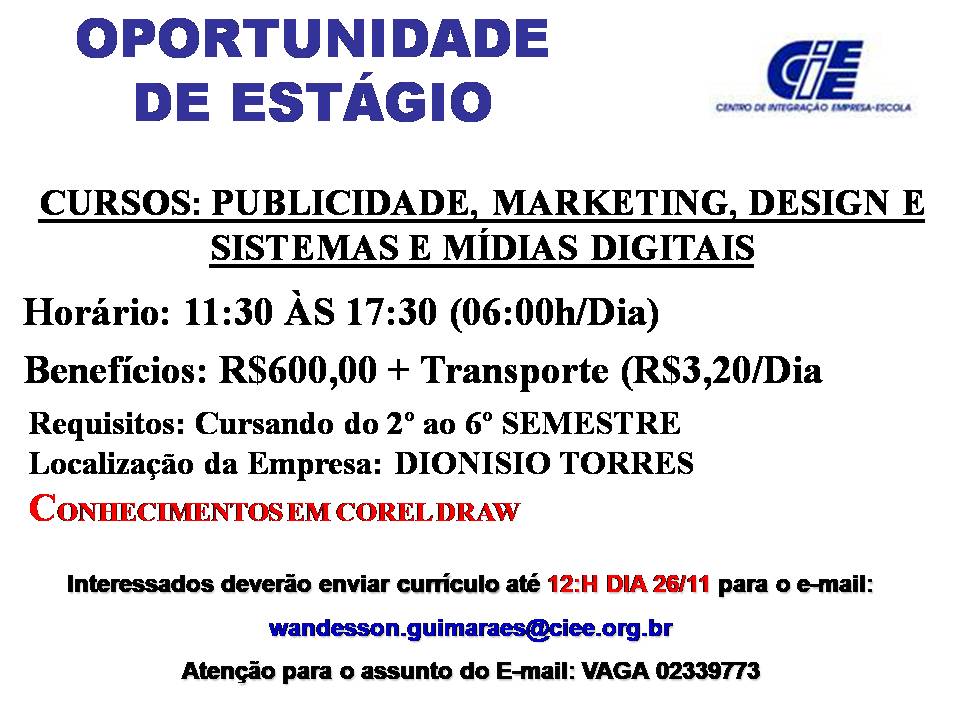 OPORTUNIDADE
DE ESTÁGIO
CIEE
CENTRO DE INTEGRAÇÃO EMPRESA-ESCOLA
CURSOS: PUBLICIDADE, MARKETING, DESIGN E
SISTEMAS E MÍDIAS DIGITAIS
Horário: 11:30 ÀS 17:30 (06:00h/Dia)
Benefícios: R$600,00 + Transporte (R$3,20/Dia
Requisitos: Cursando do 2º ao 6º SEMESTRE
Localização da Empresa: DIONISIO TORRES
CONHECIMENTOS EM COREL DRAW
Interessados deverão enviar currículo até 12:H DIA 26/11 para o e-mail:
wandesson.guimaraes@ciee.org.br
Atenção para o assunto do E-mail: VAGA 02339773